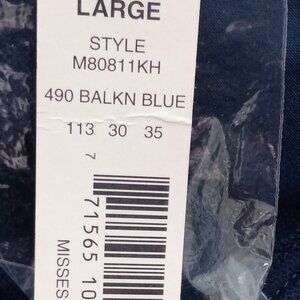 LARGE
STYLE
M80811KH
490 BALKN BLUE
113 30 35
7
71565 10
MISSES